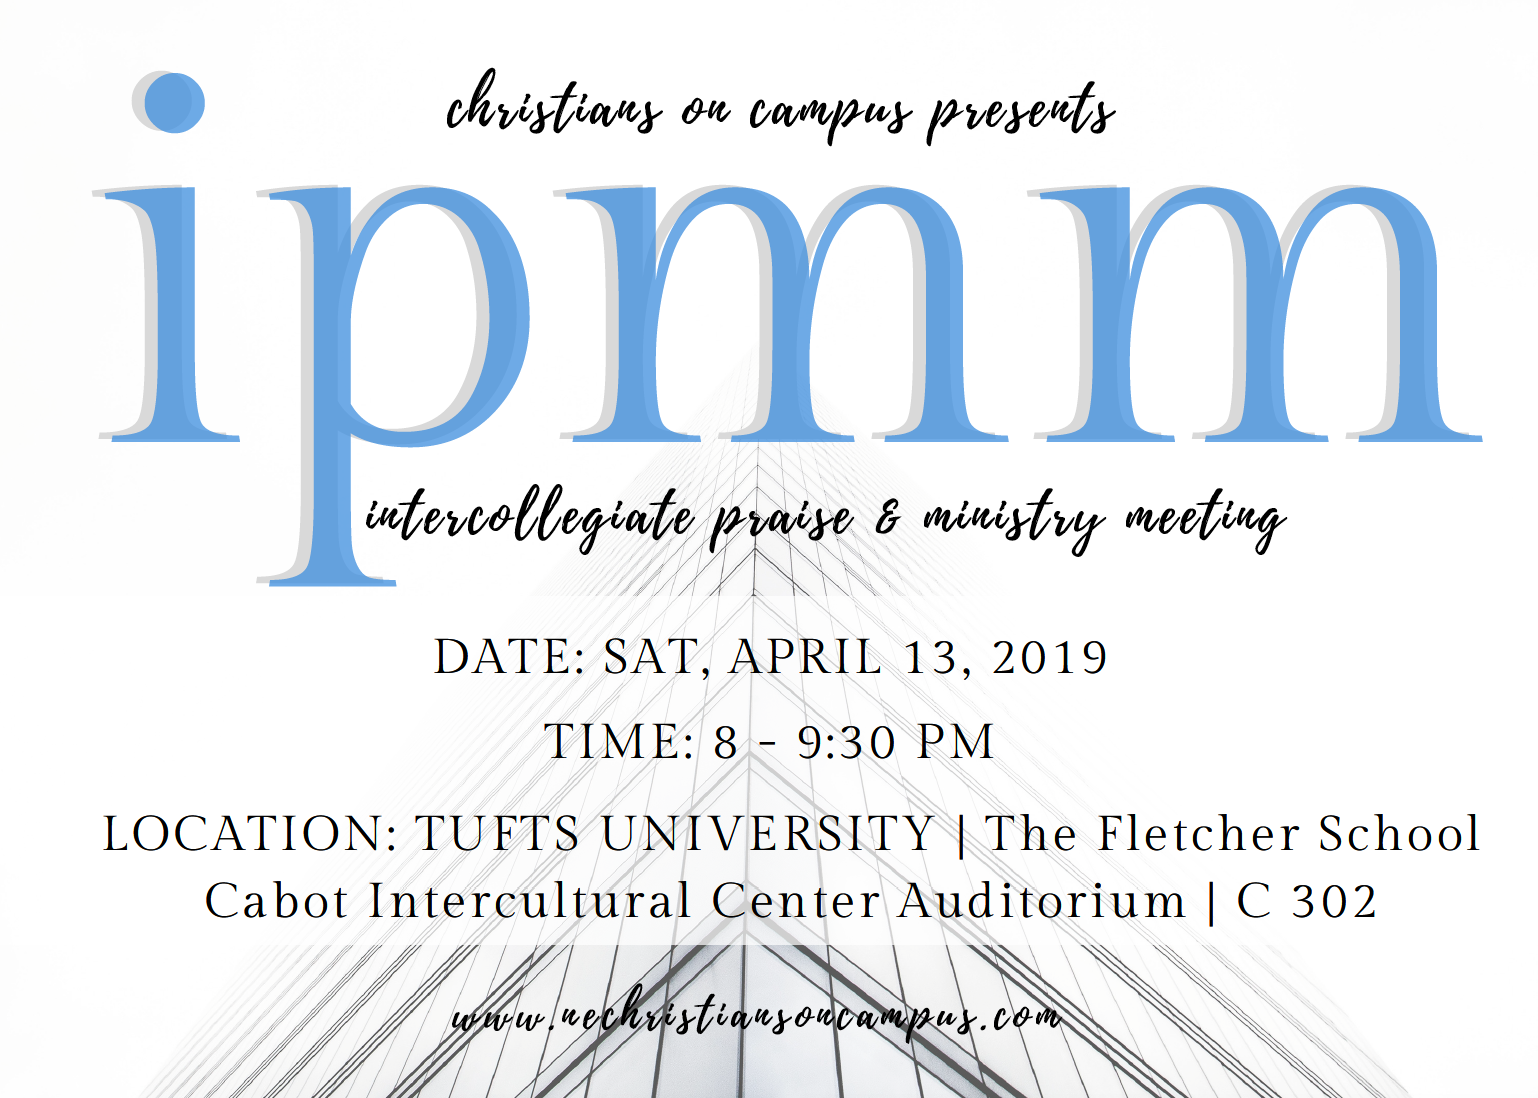 christians on campus presents
ipmm
intercollegiate praise & ministry meeting
DATE: SAT, APRIL 13, 2019
TIME: 8 - 9:30 PM
LOCATION: TUFTS UNIVERSITY | The Fletcher School
Cabot Intercultural Center Auditorium | C 302
www.nechristiansoncampus.com